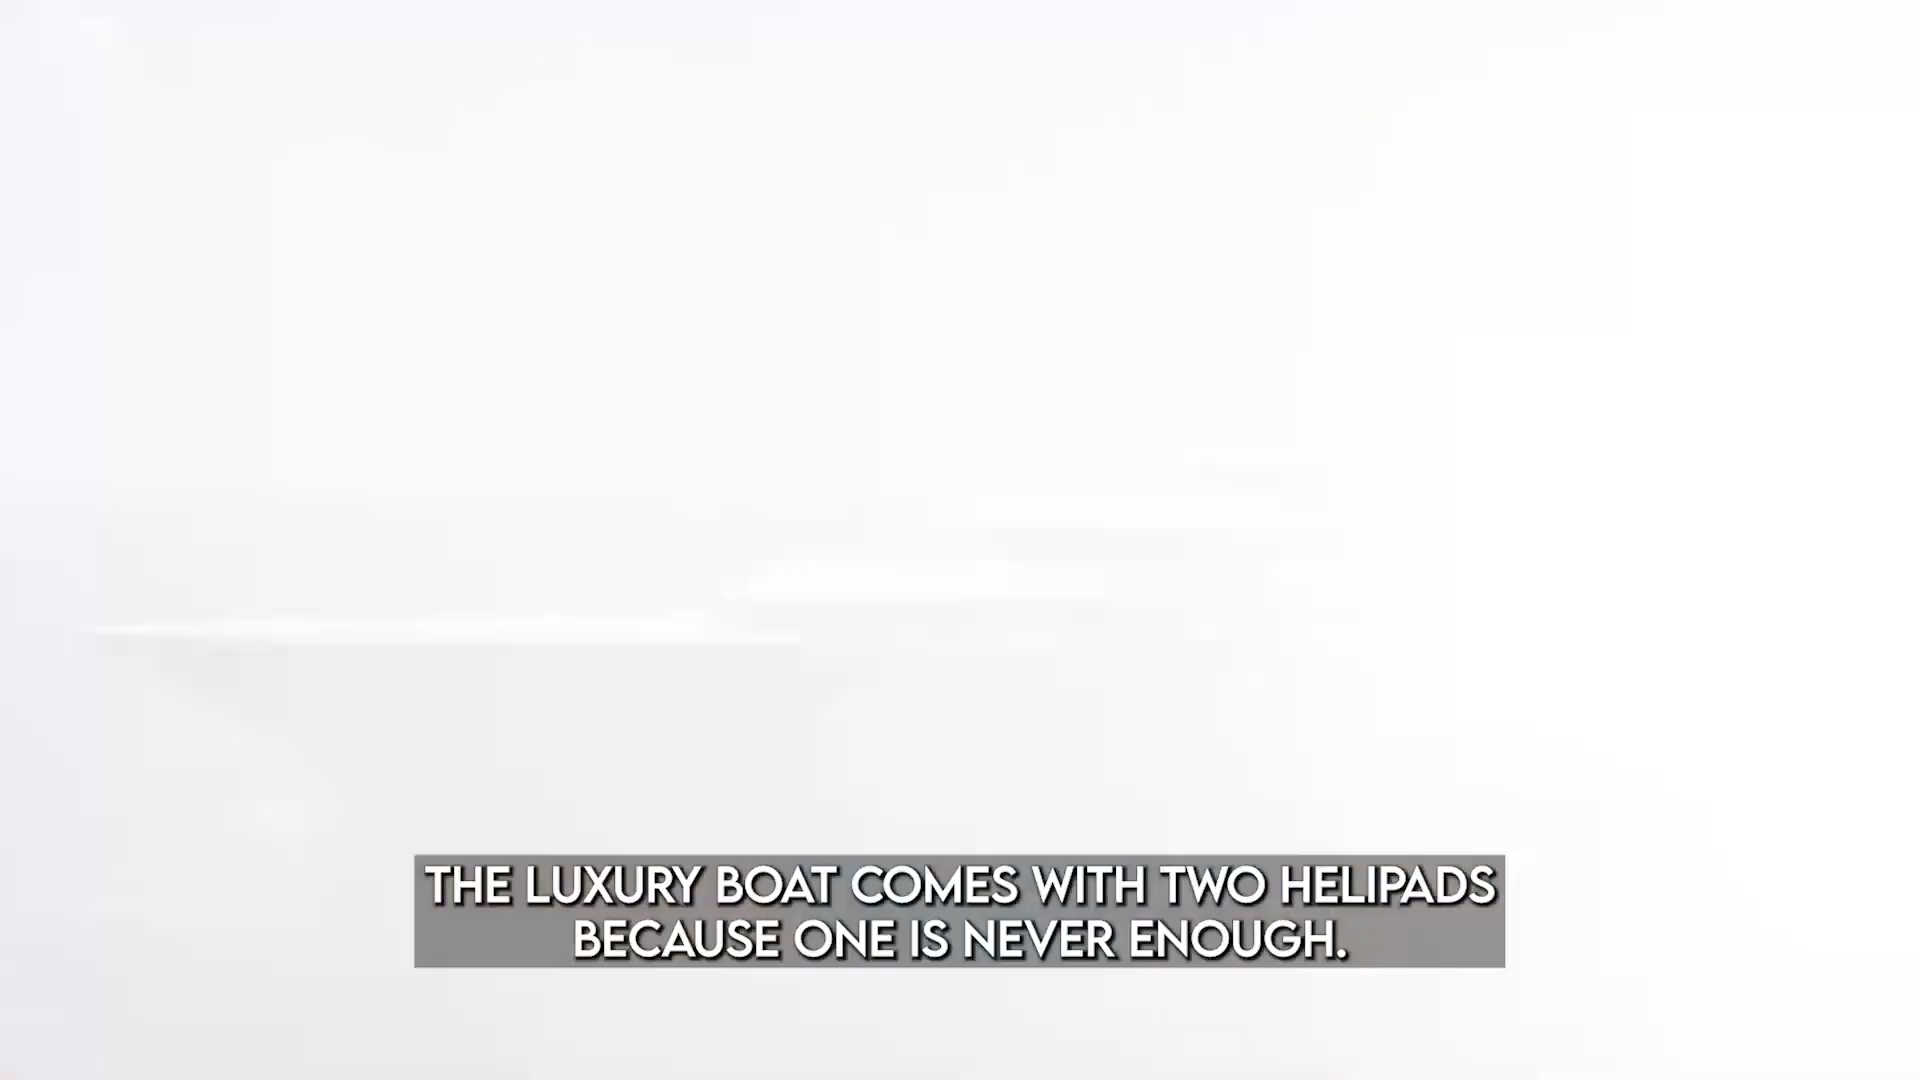 THE LUXURY BOAT COMES WITH TWO HELIPADS
BECAUSE ONE IS NEVER ENOUGH.